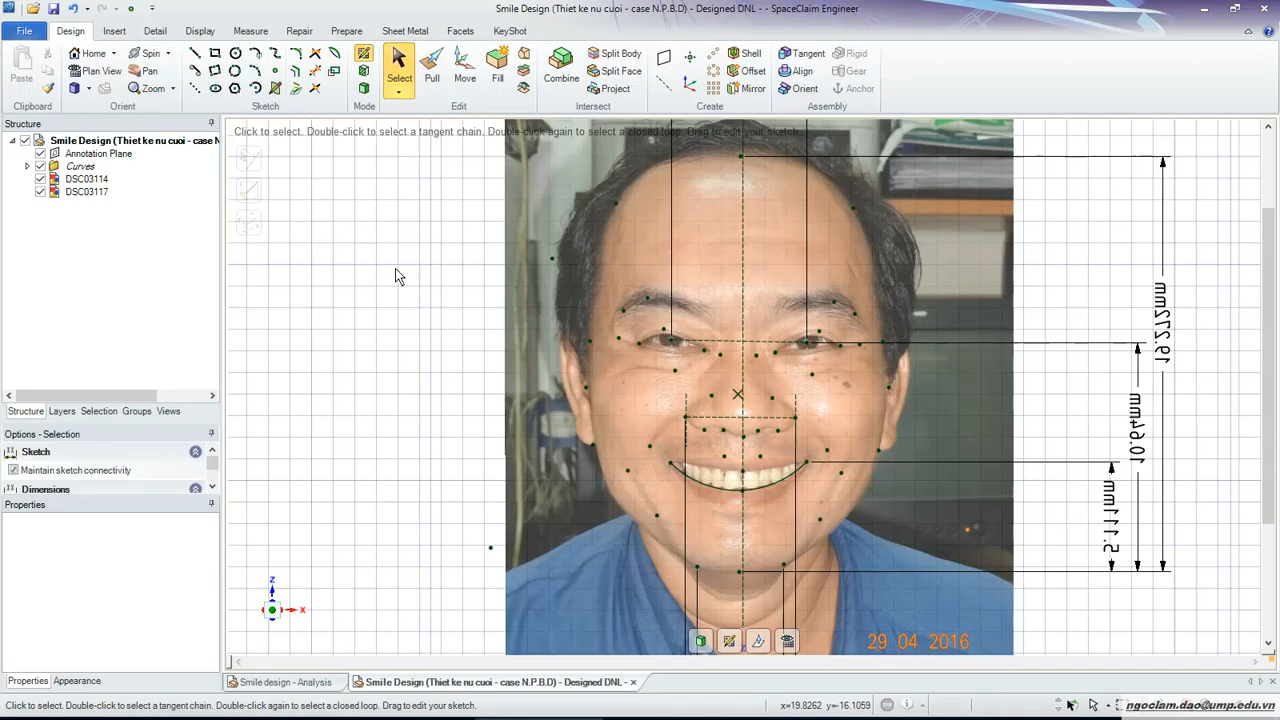 Smile Design (Thiet ke nu cuoi - case N.P.B.D) - Designed DNL - - SpaceClaim Engineer
File Design Insert Detail Display Measure Repair Prepare Sheet Metal Facets KeyShot
Home Spin Split Body Shell Tangent Rigid
Plan View Pan Split Face Offset Align Gear
Paste Zoom Select Pull Move Fill Combine Project Mirror Orient Anchor
Clipboard Orient Sketch Mode Edit Intersect Create Assembly
Structure
Click to select. Double-click to select a tangent chain. Double-click again to select a closed loop. Drag to edit your sketch.
Smile Design (Thiet ke nu cuoi - case N
Annotation Plane
Curves
DSC03114
DSC03117
19.272mm
10.64mm
5.111mm
Structure Layers Selection Groups Views
Options - Selection
Sketch
Maintain sketch connectivity
Dimensions
Properties
Z
X
29 04 2016
Properties Appearance
Smile design - Analysis
Smile Design (Thiet ke nu cuoi - case N.P.B.D) - Designed DNL -
Click to select. Double-click to select a tangent chain. Double-click again to select a closed loop. Drag to edit your sketch.
x=19.8262 y=-16.1059
ngoclam.dao@ump.edu.vn